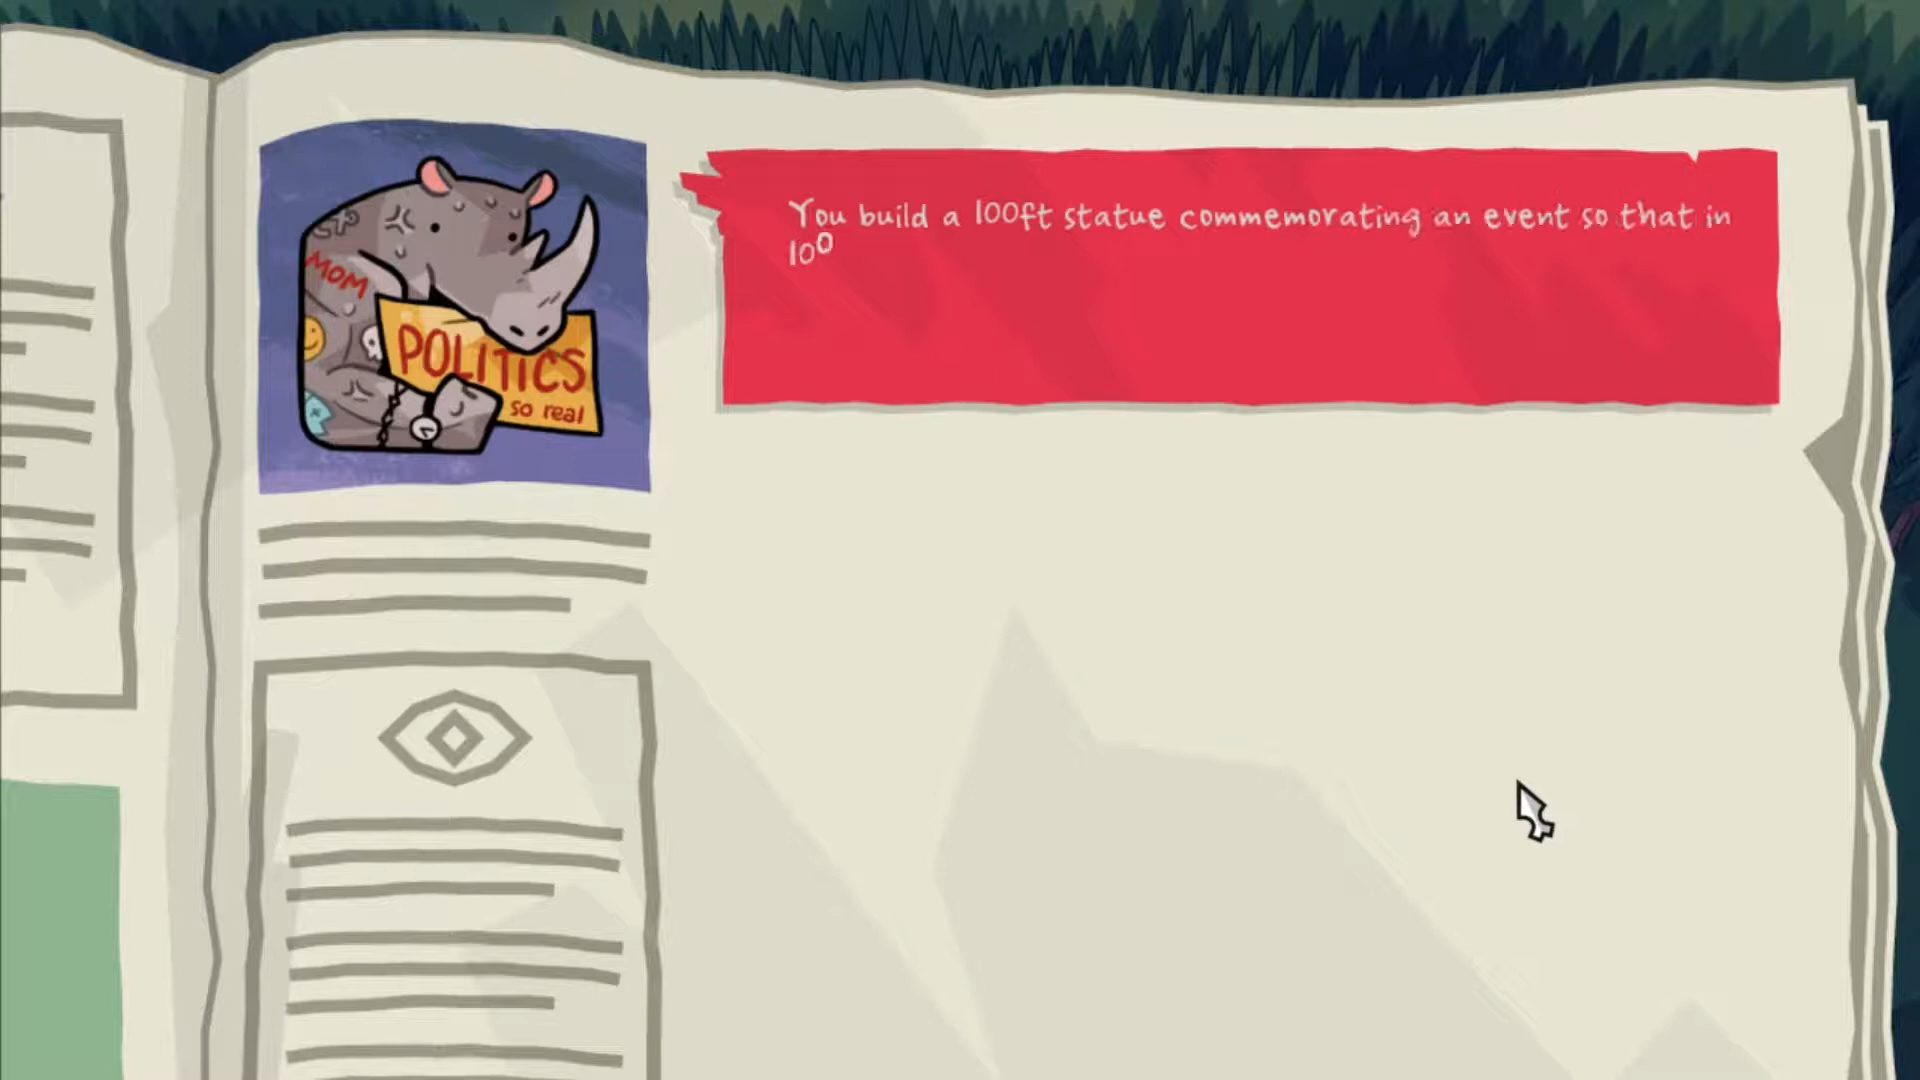 You build a 100ft statue commemorating an event so that in
100
MOM
POLITICS
so real